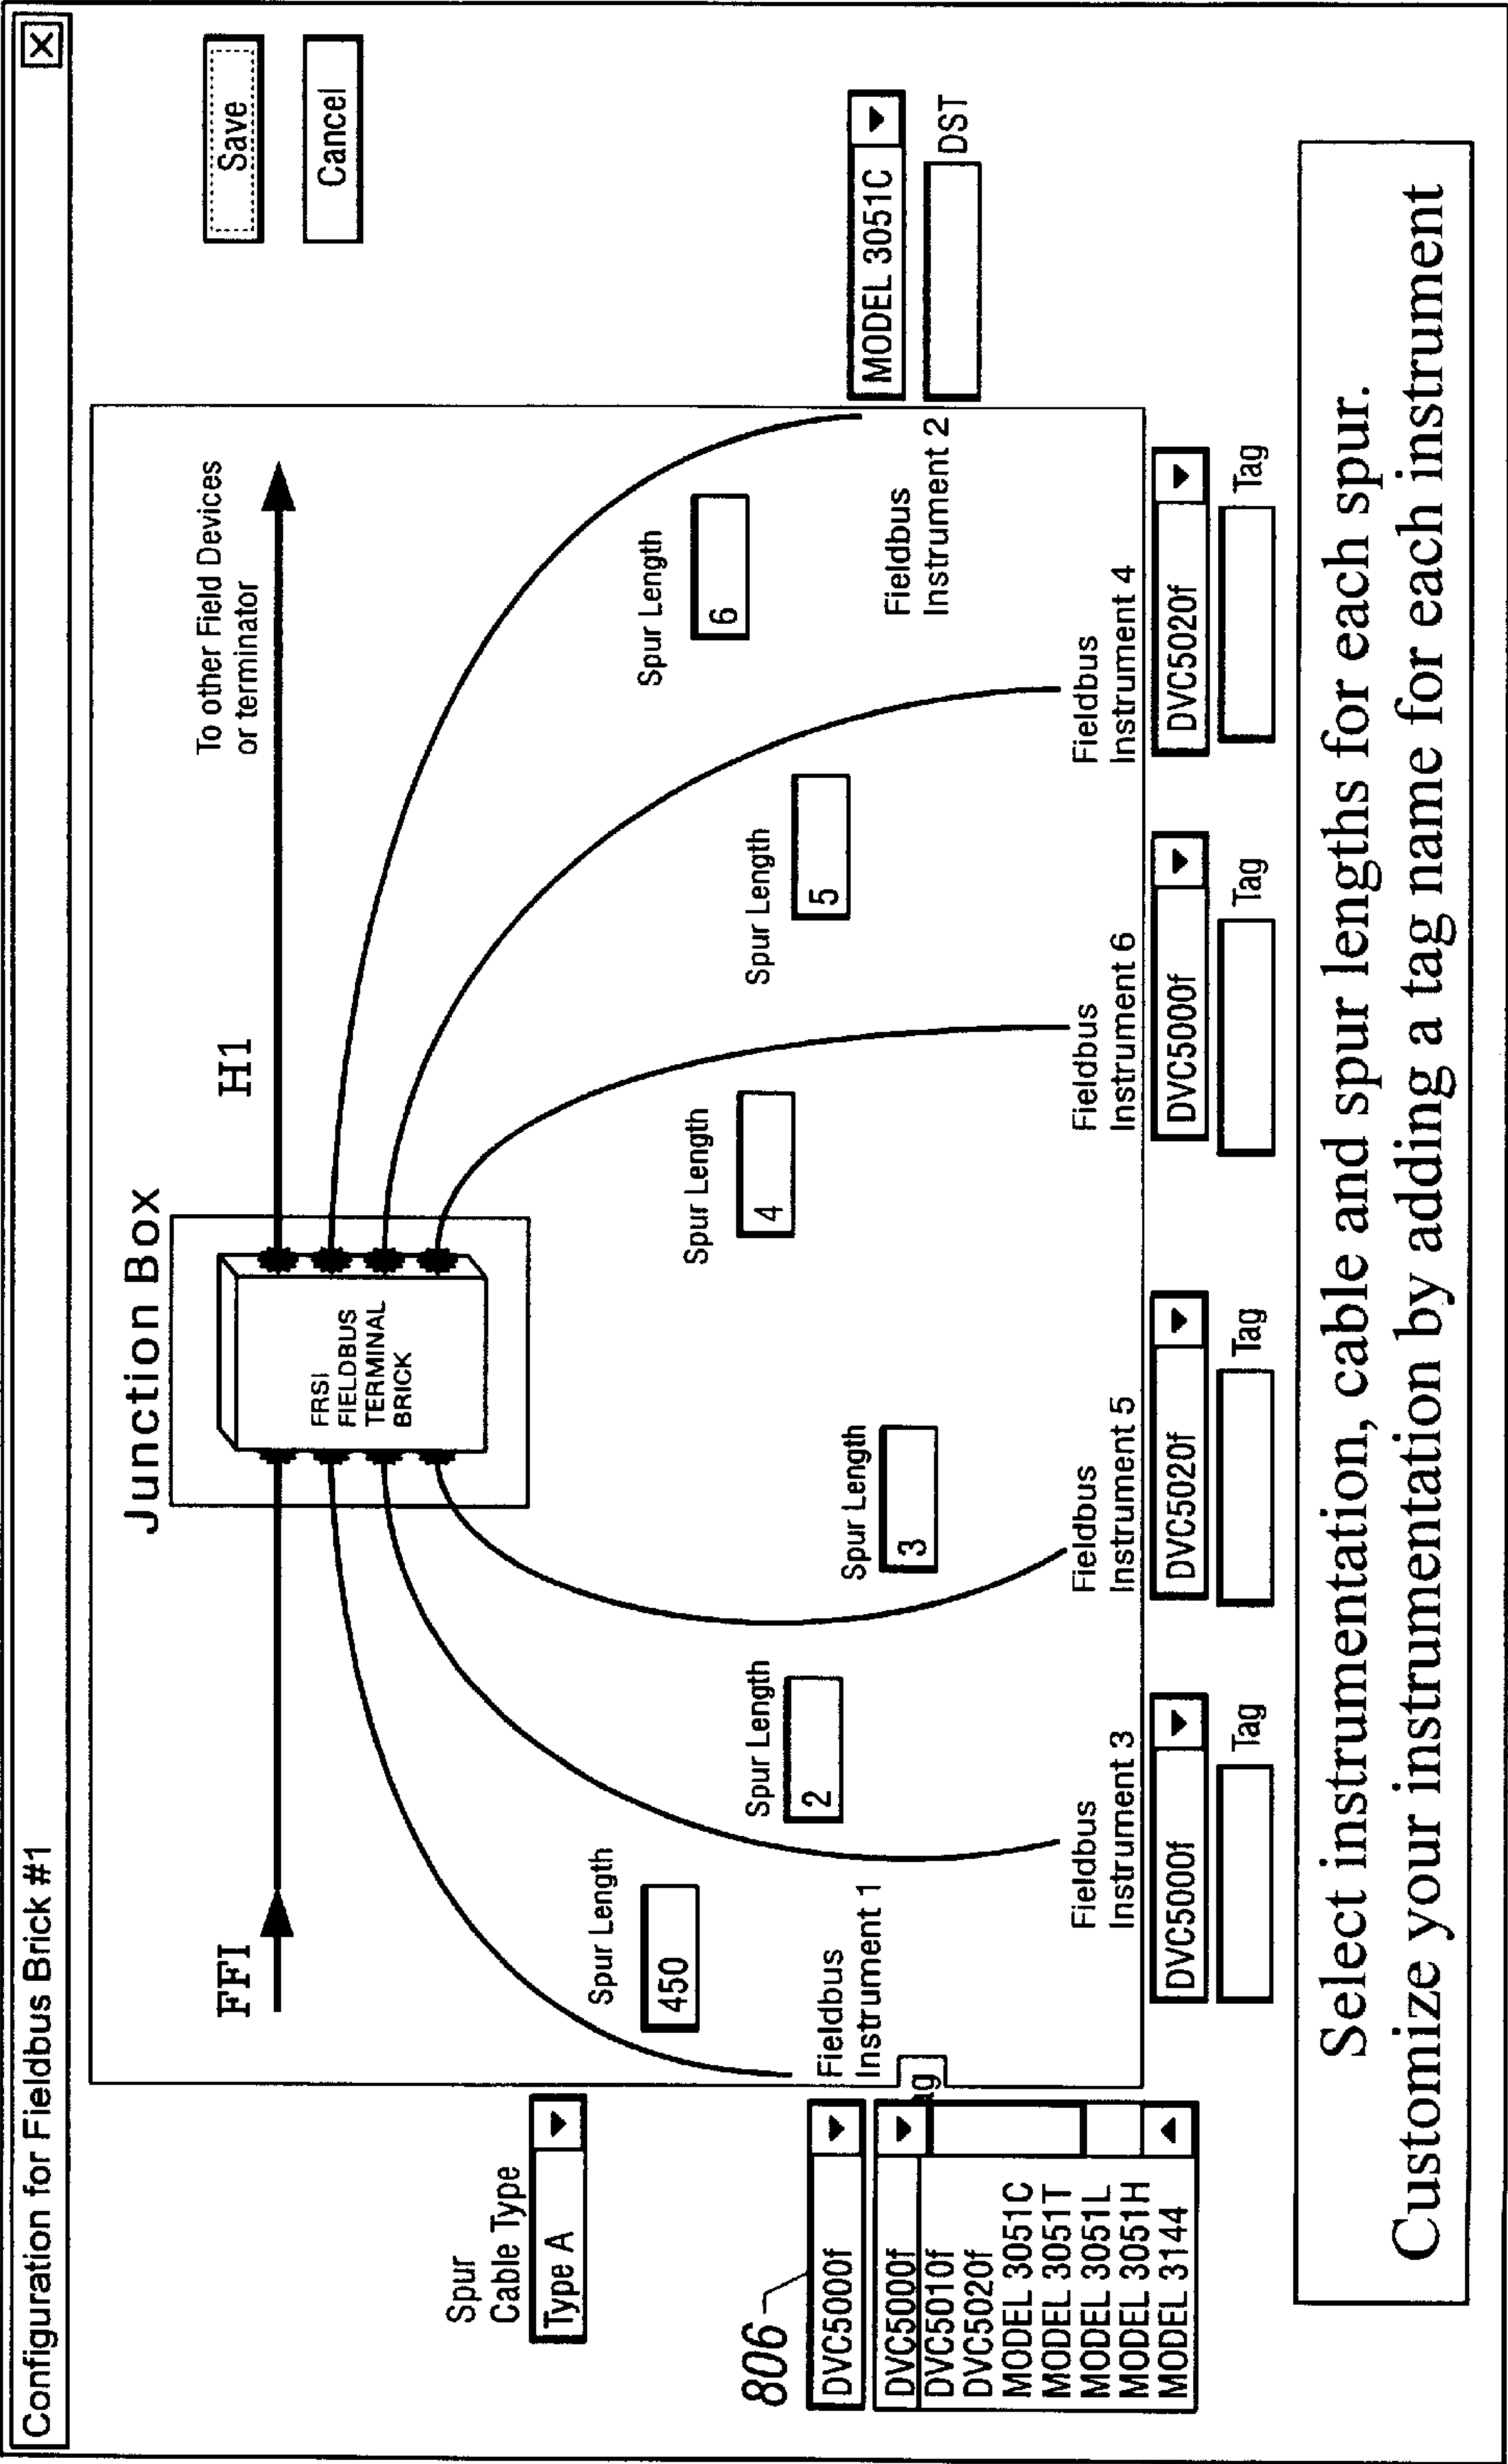 Configuration for Fieldbus Brick #1
Save
Cancel
Junction Box
FFI
H1
To other Field Devices
or terminator
FRSI
FIELDBUS
TERMINAL
BRICK
Spur
Cable Type
Type A
Spur Length
450
Spur Length
2
Spur Length
3
Spur Length
4
Spur Length
5
Spur Length
6
806
Fieldbus
Instrument 1
DVC5000f
DVC5000f
DVC5010f
DVC5020f
MODEL 3051C
MODEL 3051T
MODEL 3051L
MODEL 3051H
MODEL 3144
ag
Fieldbus
Instrument 3
DVC5000f
Tag
Fieldbus
Instrument 5
DVC5020f
Tag
Fieldbus
Instrument 6
DVC5000f
Tag
Fieldbus
Instrument 4
DVC5020f
Tag
Fieldbus
Instrument 2
MODEL 3051C
DST
Select instrumentation, cable and spur lengths for each spur.
Customize your instrumentation by adding a tag name for each instrument